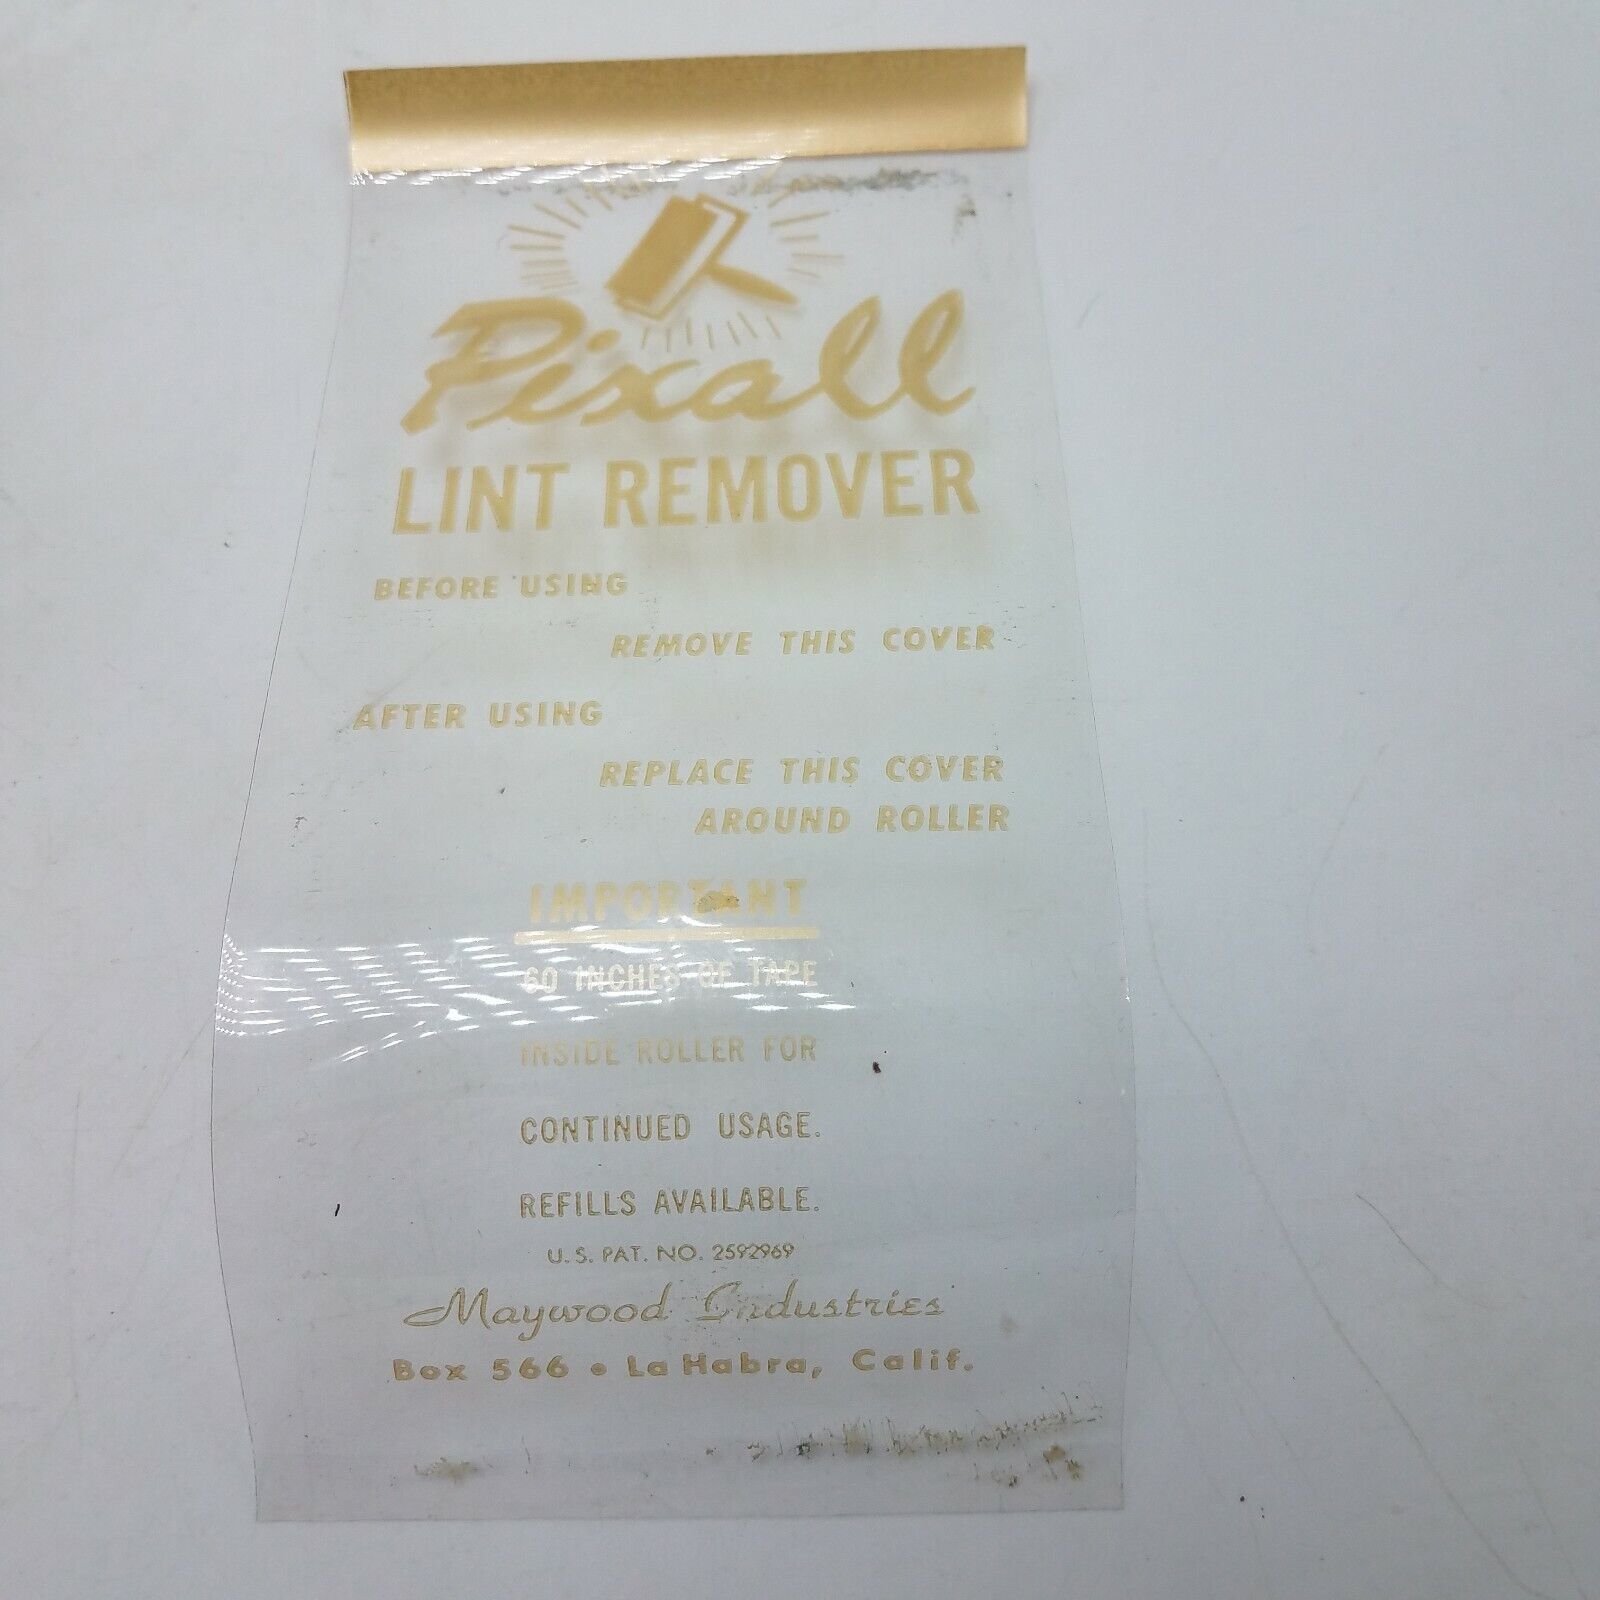 Pixall
LINT REMOVER
BEFORE USING
REMOVE THIS COVER
AFTER USING
REPLACE THIS COVER
AROUND ROLLER
IMPORTANT
60 INCHES OF TAPE
INSIDE ROLLER FOR
CONTINUED USAGE.
REFILLS AVAILABLE.
U.S. PAT. NO. 2592969
Maywood Industries
Box 566 • La Habra, Calif.